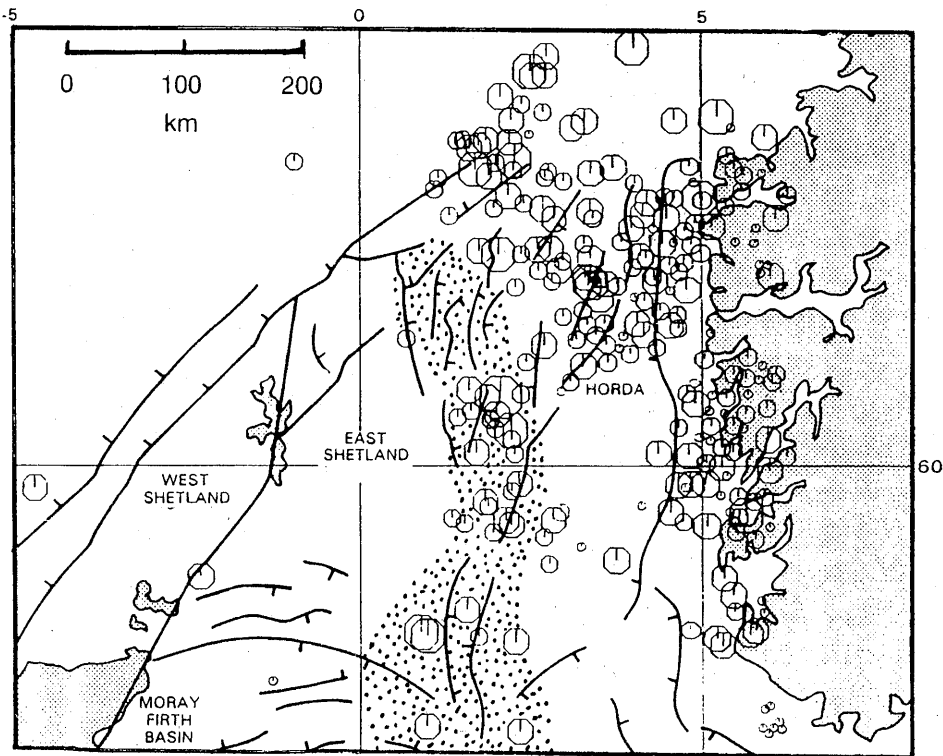 -5 0 5
0 100 200
km
HORDA
EAST
SHETLAND
60
WEST
SHETLAND
MORAY
FIRTH
BASIN